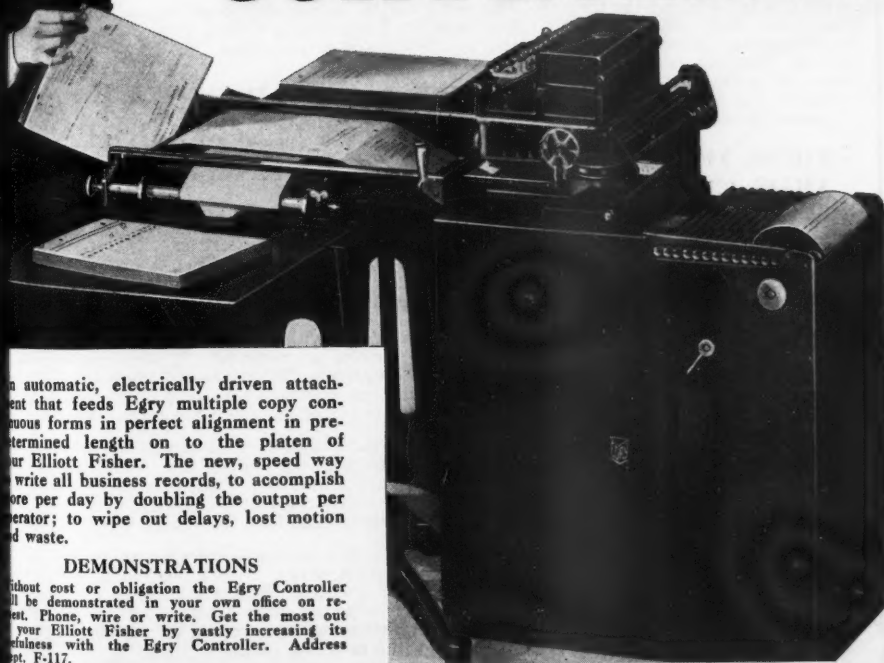 n automatic, electrically driven attach-
ent that feeds Egry multiple copy con-
nuous forms in perfect alignment in pre-
etermined length on to the platen of
ur Elliott Fisher. The new, speed way
write all business records, to accomplish
ore per day by doubling the output per
erator; to wipe out delays, lost motion
d waste.
DEMONSTRATIONS
ithout cost or obligation the Egry Controller
ll be demonstrated in your own office on re-
est. Phone, wire or write. Get the most out
your Elliott Fisher by vastly increasing its
efulness with the Egry Controller. Address
ept. F-117.